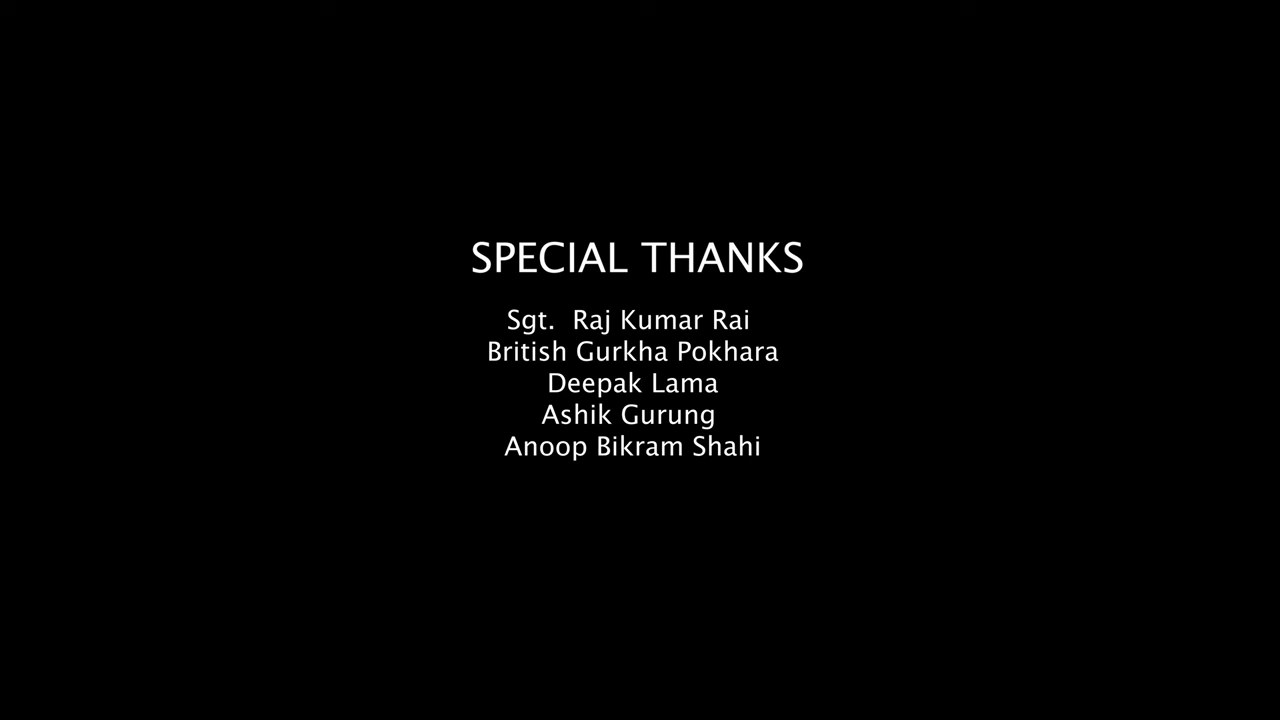 SPECIAL THANKS
Sgt.  Raj Kumar Rai
British Gurkha Pokhara
Deepak Lama
Ashik Gurung
Anoop Bikram Shahi